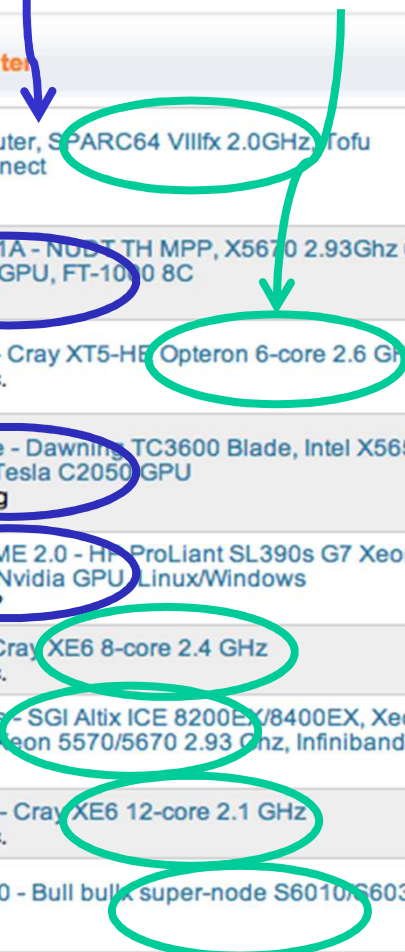 ter
uter, SPARC64 VIIIfx 2.0GHz, Tofu
nect
1A - NUDT TH MPP, X5670 2.93Ghz
GPU, FT-1000 8C
- Cray XT5-HE Opteron 6-core 2.6 GH
.
e - Dawning TC3600 Blade, Intel X565
Tesla C2050 GPU
g
ME 2.0 - HP ProLiant SL390s G7 Xeo
Nvidia GPU, Linux/Windows
Cray XE6 8-core 2.4 GHz
.
s - SGI Altix ICE 8200EX/8400EX, Xeo
Xeon 5570/5670 2.93 Ghz, Infiniband
- Cray XE6 12-core 2.1 GHz
.
0 - Bull bullx super-node S6010/S603